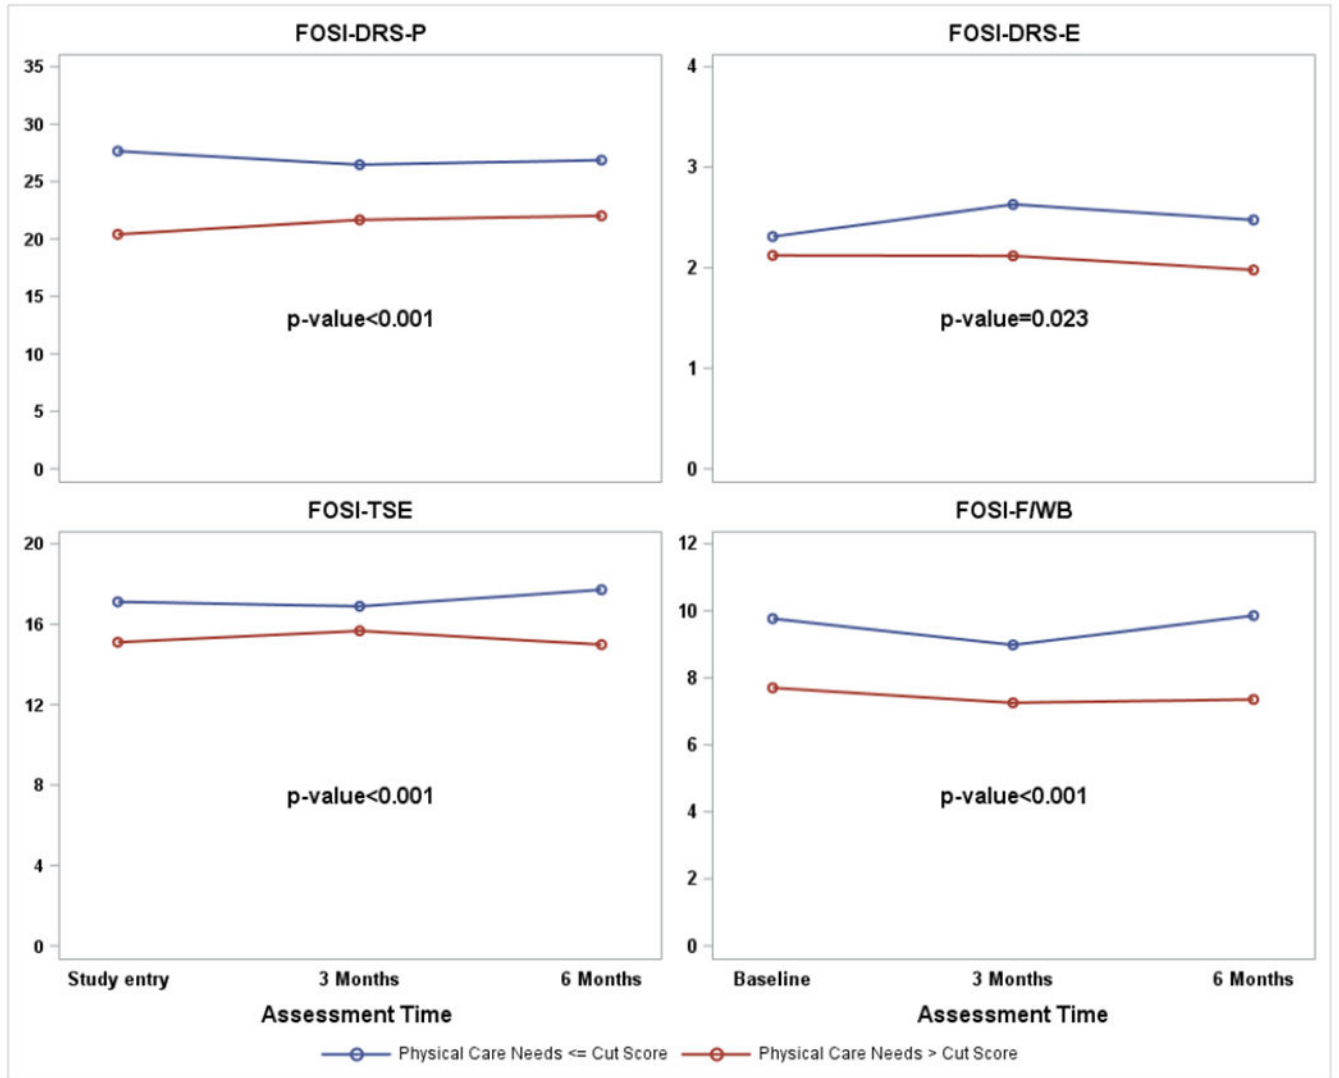 FOSI-DRS-P
35
30
25
20
15
10
5
0
p-value<0.001
FOSI-DRS-E
4
3
2
1
0
p-value=0.023
FOSI-TSE
20
16
12
8
4
0
p-value<0.001
Study entry 3 Months 6 Months
Assessment Time
FOSI-F/WB
12
10
8
6
4
2
0
p-value<0.001
Baseline 3 Months 6 Months
Assessment Time
Physical Care Needs <= Cut Score Physical Care Needs > Cut Score